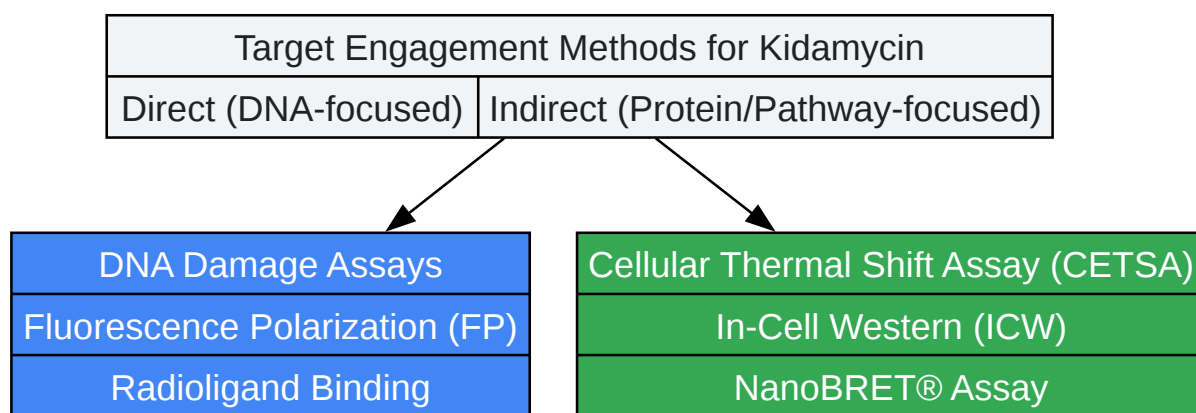 Target Engagement Methods for Kidamycin
Direct (DNA-focused)
Indirect (Protein/Pathway-focused)
DNA Damage Assays
Fluorescence Polarization (FP)
Radioligand Binding
Cellular Thermal Shift Assay (CETSA)
In-Cell Western (ICW)
NanoBRET® Assay